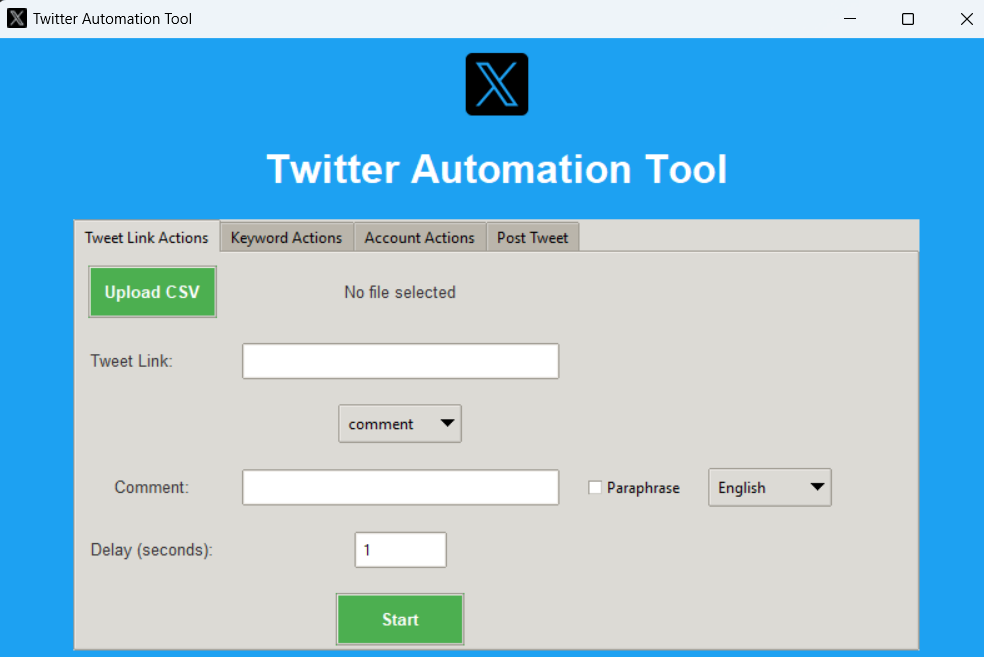 Twitter Automation Tool
Twitter Automation Tool
Tweet Link Actions Keyword Actions Account Actions Post Tweet
Upload CSV No file selected
Tweet Link:
comment
Comment: Paraphrase English
Delay (seconds): 1
Start